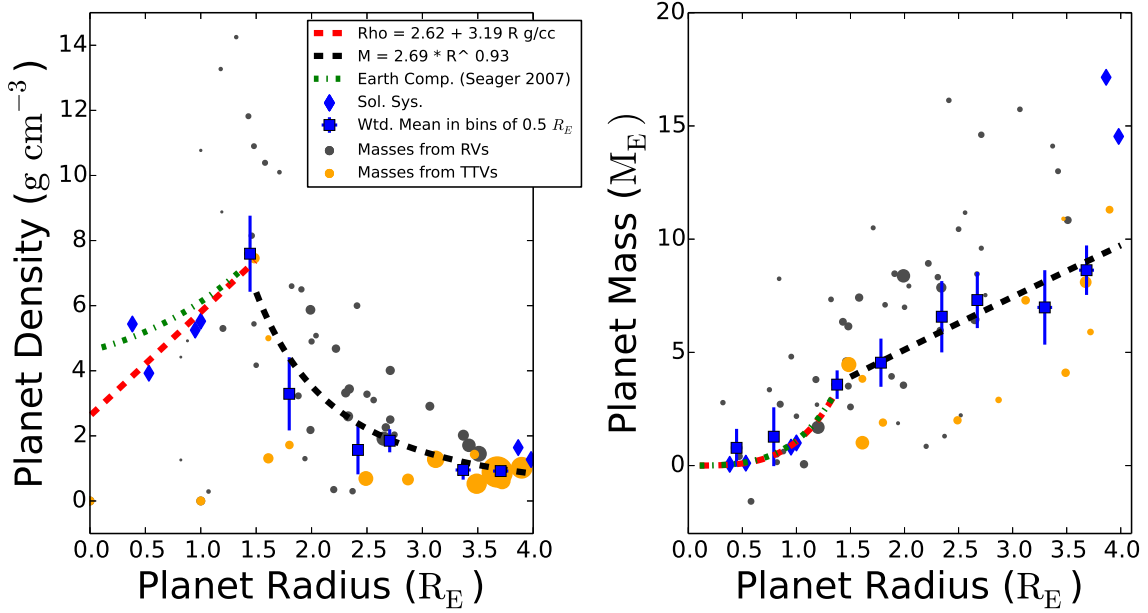 Rho = 2.62 + 3.19 R g/cc
M = 2.69 * R^ 0.93
Earth Comp. (Seager 2007)
Sol. Sys.
Wtd. Mean in bins of 0.5 R_E
Masses from RVs
Masses from TTVs
Planet Density (g cm⁻³)
14
12
10
8
6
4
2
0
0.0 0.5 1.0 1.5 2.0 2.5 3.0 3.5 4.0
Planet Radius (R_E)
Planet Mass (M_E)
20
15
10
5
0
0.0 0.5 1.0 1.5 2.0 2.5 3.0 3.5 4.0
Planet Radius (R_E)